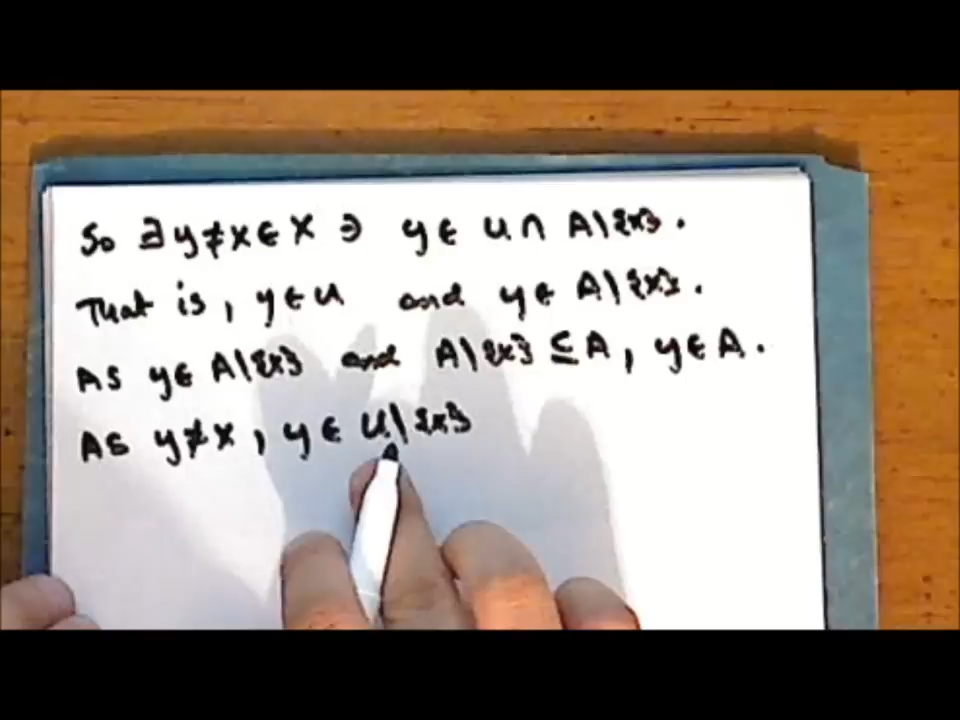 So ∃ y≠x∈X ∋ y∈ U∩ A\{x}.
That is, y∈U and y∈ A\{x}.
As y∈ A\{x} and A\{x} ⊆ A, y∈A.
As y≠x, y∈ U\{x}